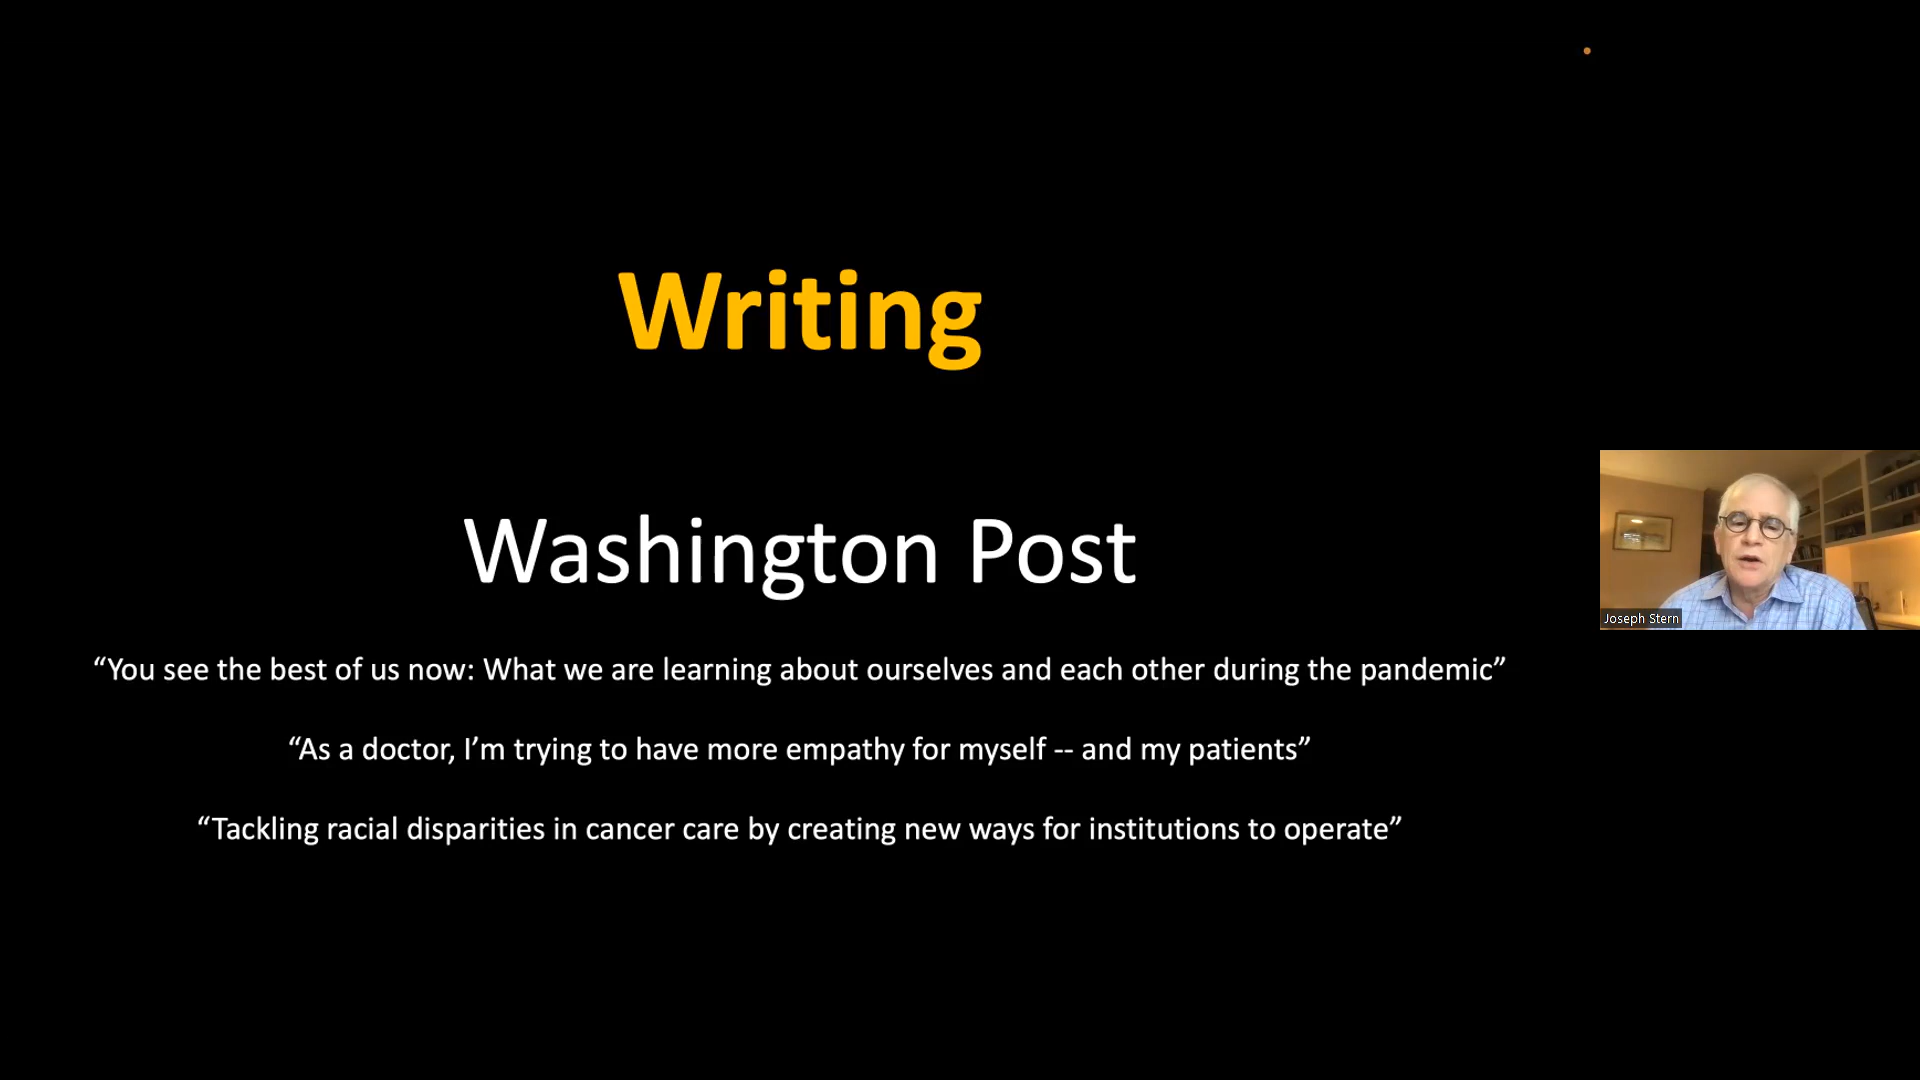 Writing
Washington Post
“You see the best of us now: What we are learning about ourselves and each other during the pandemic”
“As a doctor, I’m trying to have more empathy for myself -- and my patients”
“Tackling racial disparities in cancer care by creating new ways for institutions to operate”
Joseph Stern